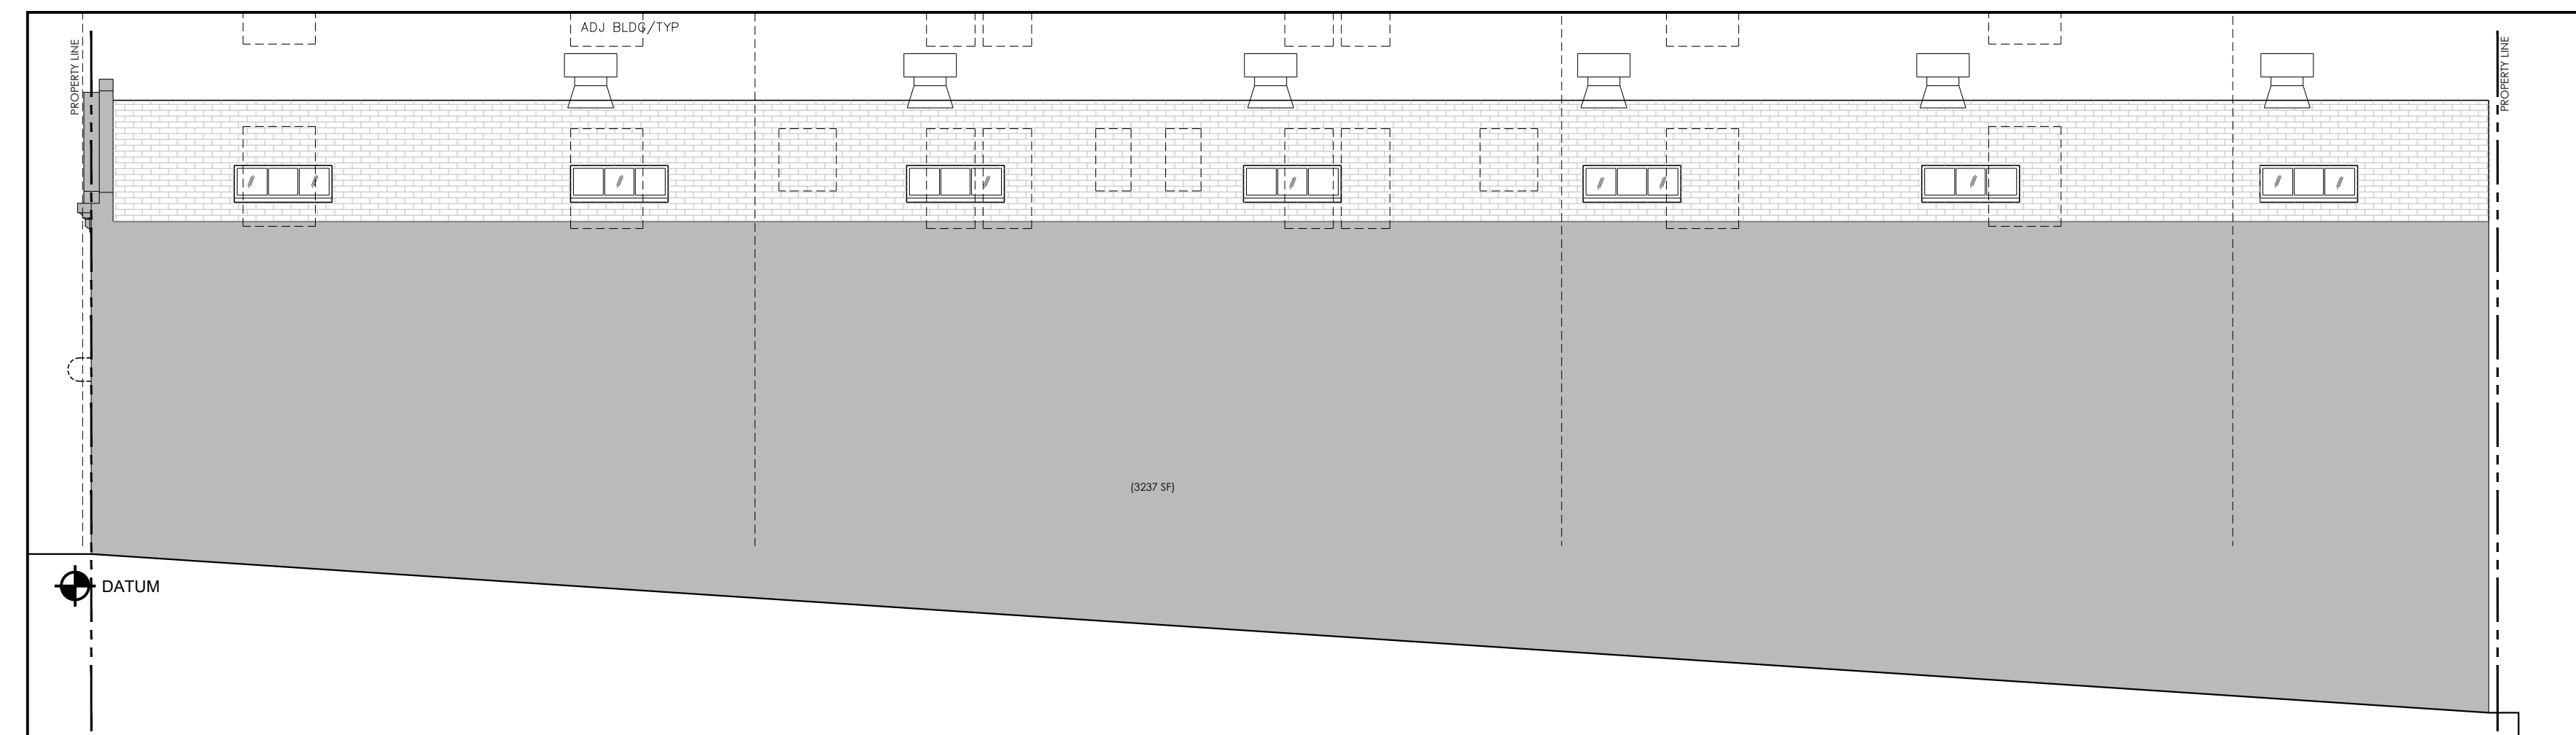 ADJ BLDG/TYP
PROPERTY LINE
PROPERTY LINE
(3237 SF)
DATUM